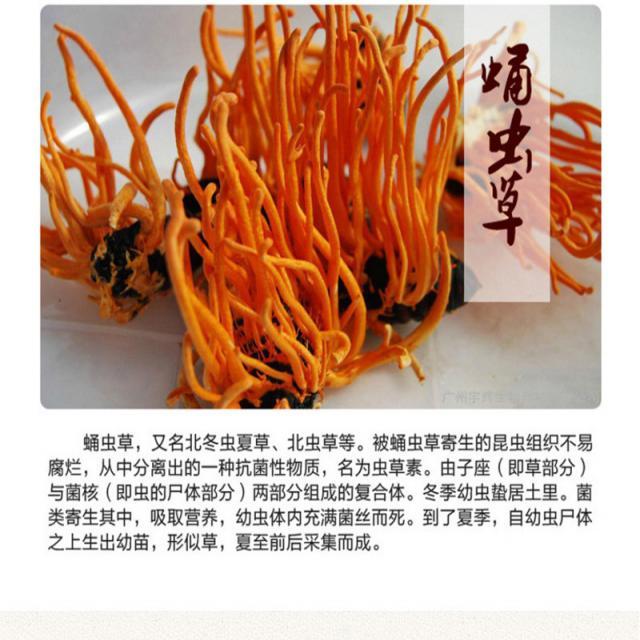 蛹虫草
蛹虫草，又名北冬虫夏草、北虫草等。被蛹虫草寄生的昆虫组织不易
腐烂，从中分离出的一种抗菌性物质，名为虫草素。由子座（即草部分）
与菌核（即虫的尸体部分）两部分组成的复合体。冬季幼虫蛰居土里。菌
类寄生其中，吸取营养，幼虫体内充满菌丝而死。到了夏季，自幼虫尸体
之上生出幼苗，形似草，夏至前后采集而成。